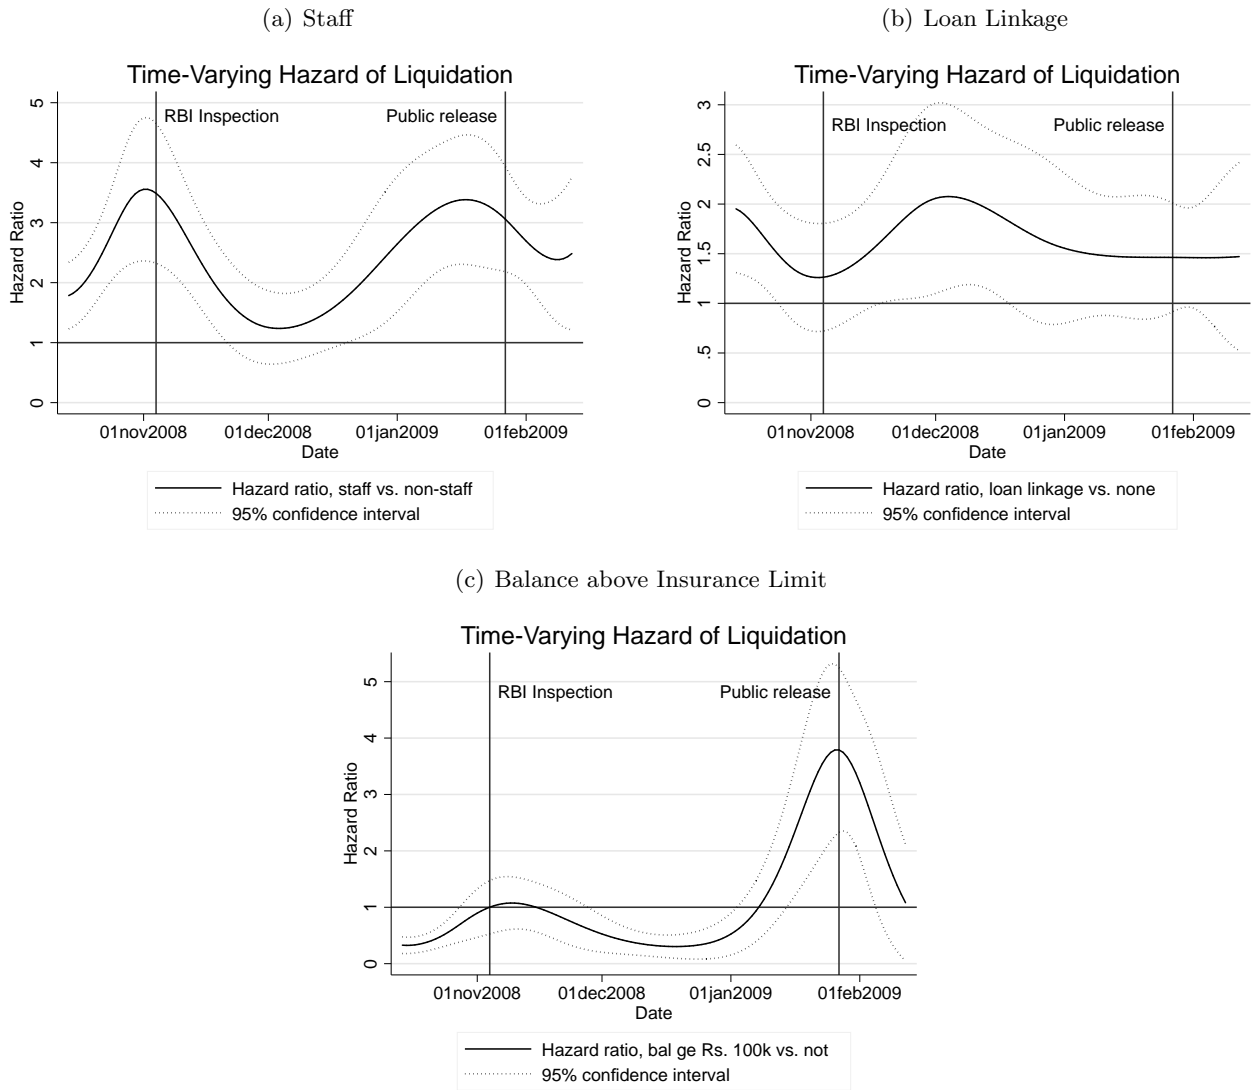 (a) Staff
Time-Varying Hazard of Liquidation
RBI Inspection
Public release
Hazard Ratio
5
4
3
2
1
0
01nov2008 01dec2008 01jan2009 01feb2009
Date
Hazard ratio, staff vs. non-staff
95% confidence interval
(b) Loan Linkage
Time-Varying Hazard of Liquidation
RBI Inspection
Public release
Hazard Ratio
3
2.5
2
1.5
1
.5
0
01nov2008 01dec2008 01jan2009 01feb2009
Date
Hazard ratio, loan linkage vs. none
95% confidence interval
(c) Balance above Insurance Limit
Time-Varying Hazard of Liquidation
RBI Inspection
Public release
Hazard Ratio
5
4
3
2
1
0
01nov2008 01dec2008 01jan2009 01feb2009
Date
Hazard ratio, bal ge Rs. 100k vs. not
95% confidence interval